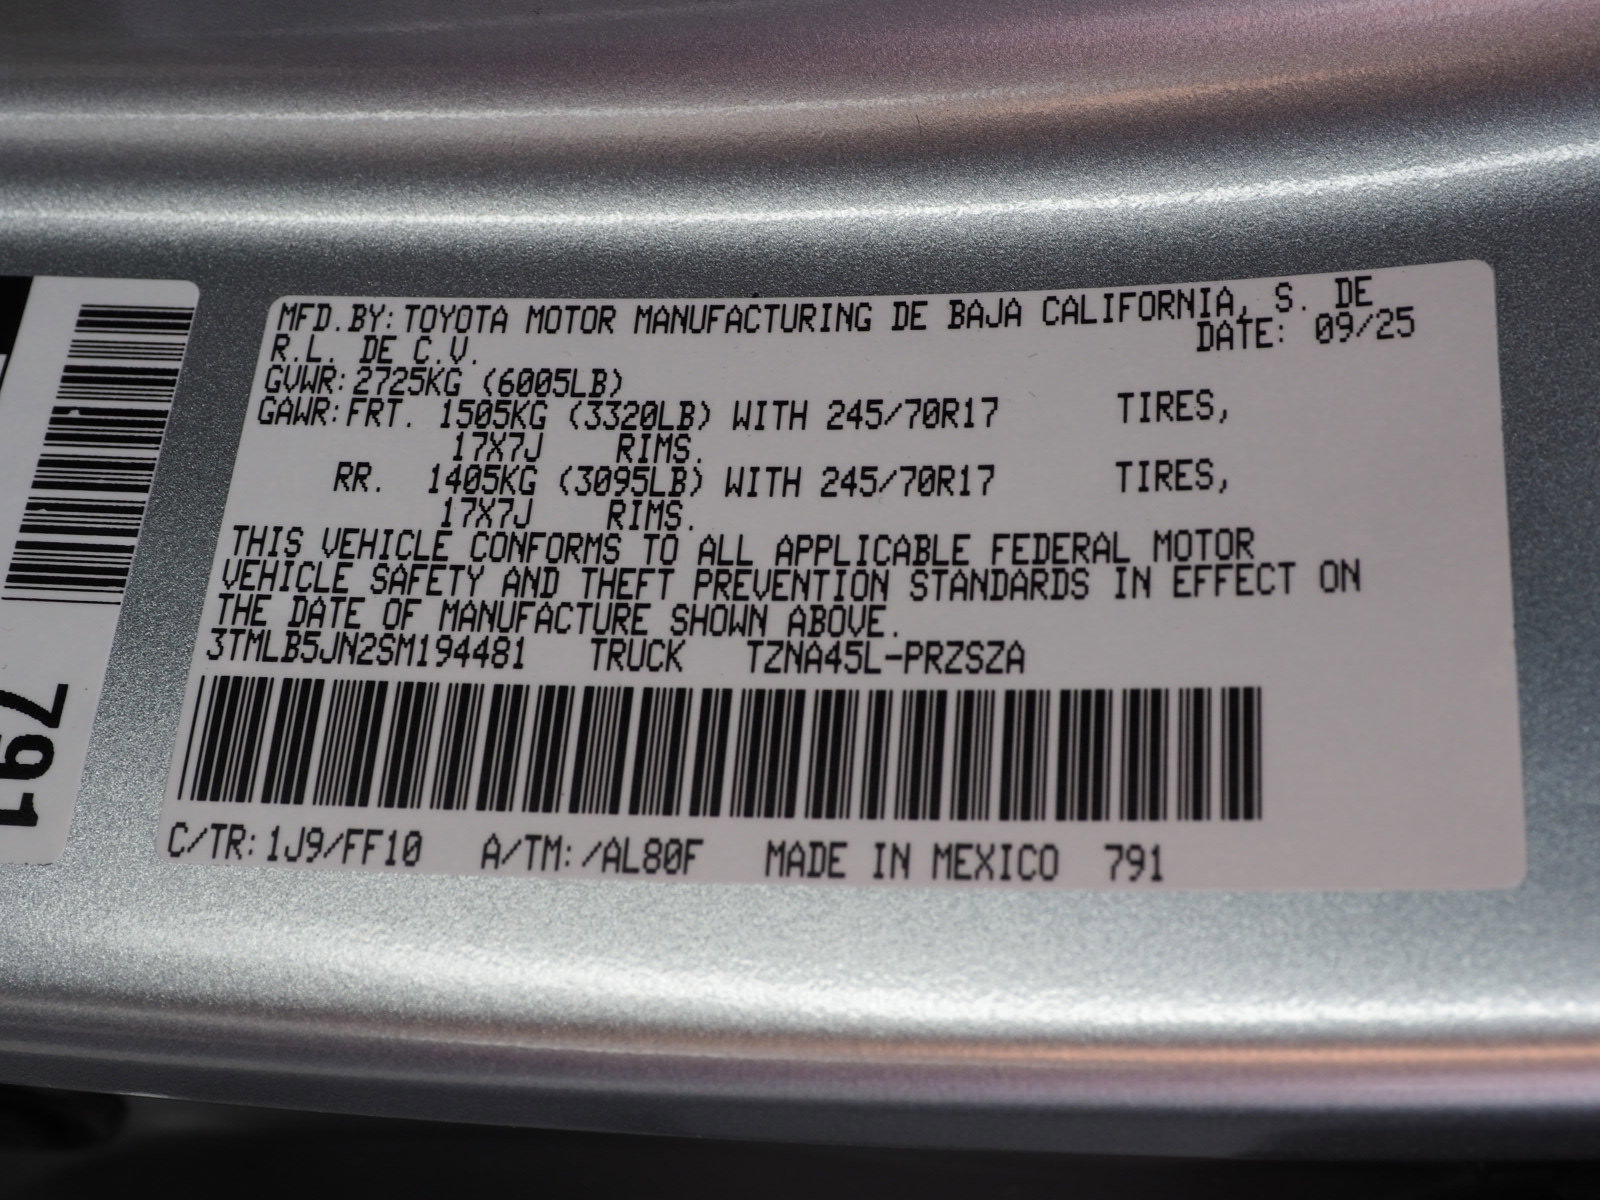 MFD.BY: TOYOTA MOTOR MANUFACTURING DE BAJA CALIFORNIA, S. DE
R.L. DE C.V. DATE: 09/25
GVWR: 2725KG (6005LB)
GAWR: FRT. 1505KG (3320LB) WITH 245/70R17 TIRES,
17X7J RIMS.
RR. 1405KG (3095LB) WITH 245/70R17 TIRES,
17X7J RIMS.
THIS VEHICLE CONFORMS TO ALL APPLICABLE FEDERAL MOTOR
VEHICLE SAFETY AND THEFT PREVENTION STANDARDS IN EFFECT ON
THE DATE OF MANUFACTURE SHOWN ABOVE.
3TMLB5JN2SM194481 TRUCK TZNA45L-PRZSZA
C/TR: 1J9/FF10 A/TM: /AL80F MADE IN MEXICO 791
791